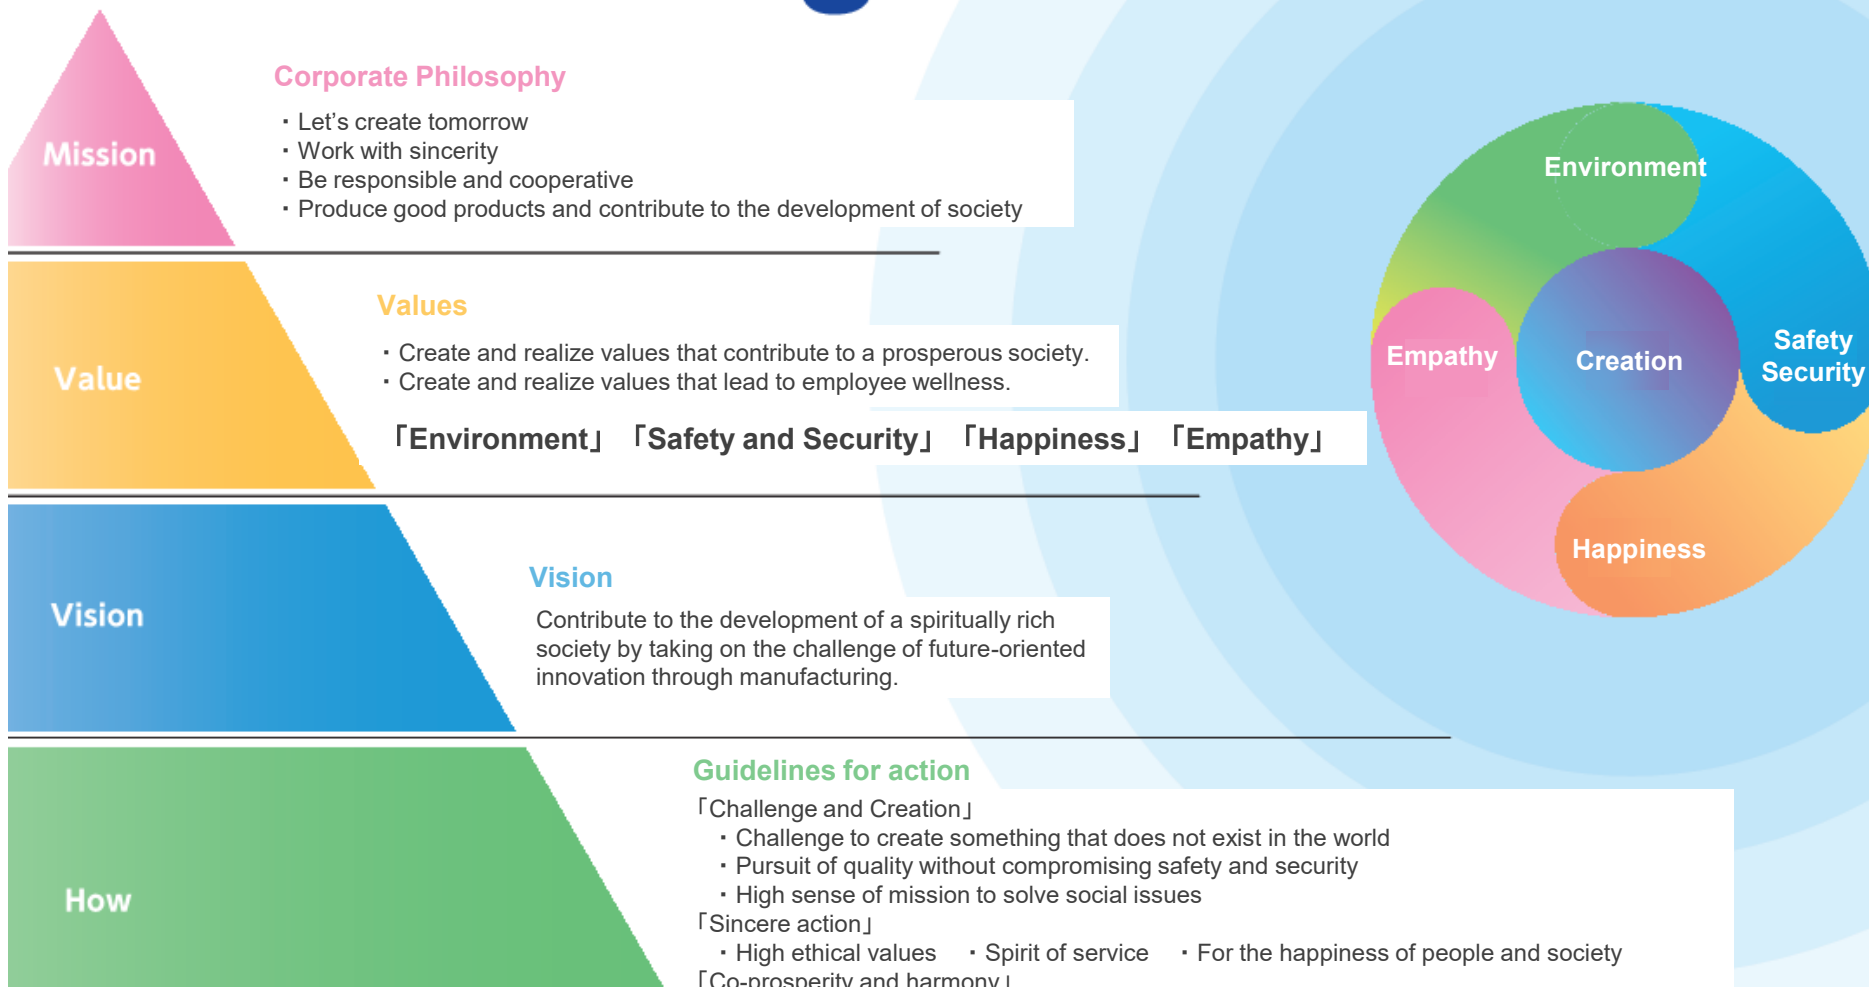 Mission
Corporate Philosophy
・Let’s create tomorrow
・Work with sincerity
・Be responsible and cooperative
・Produce good products and contribute to the development of society
Value
Values
・Create and realize values that contribute to a prosperous society.
・Create and realize values that lead to employee wellness.
「Environment」「Safety and Security」「Happiness」「Empathy」
Vision
Vision
Contribute to the development of a spiritually rich
society by taking on the challenge of future-oriented
innovation through manufacturing.
How
Guidelines for action
「Challenge and Creation」
・Challenge to create something that does not exist in the world
・Pursuit of quality without compromising safety and security
・High sense of mission to solve social issues
「Sincere action」
・High ethical values ・Spirit of service ・For the happiness of people and society
「Co-prosperity and harmony」
Environment
Safety
Security
Empathy
Creation
Happiness